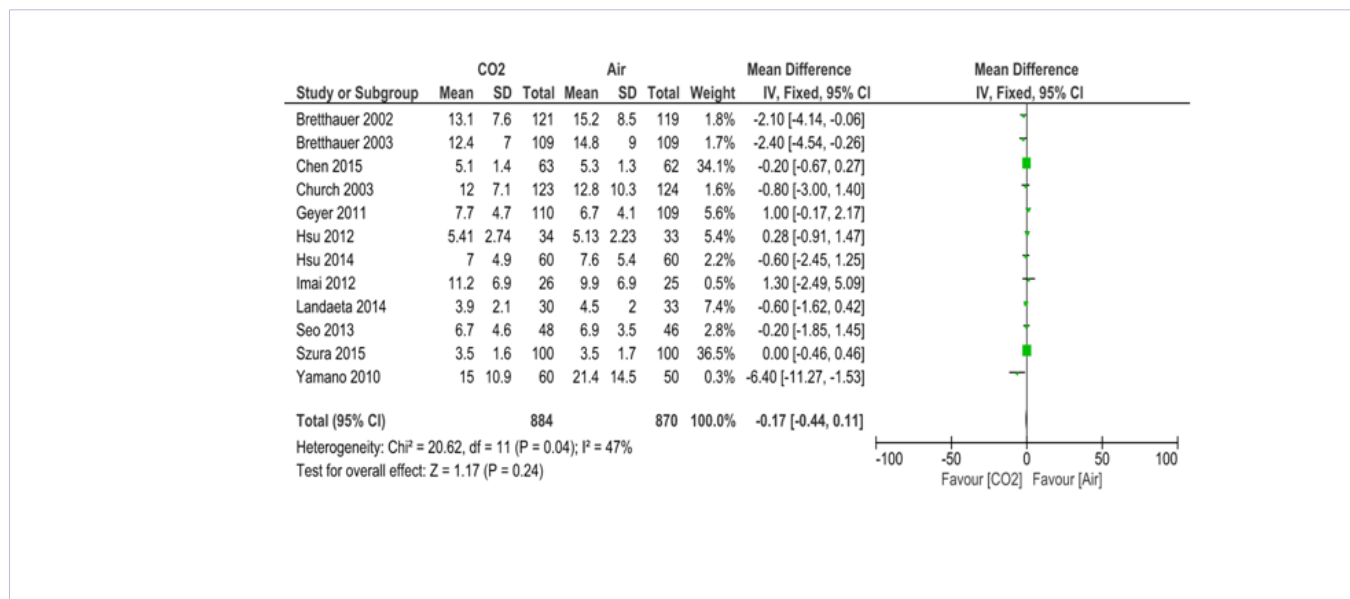 CO2 Air Mean Difference Mean Difference
Study or Subgroup Mean SD Total Mean SD Total Weight IV, Fixed, 95% CI IV, Fixed, 95% CI
Bretthauer 2002 13.1 7.6 121 15.2 8.5 119 1.8% -2.10 [-4.14, -0.06]
Bretthauer 2003 12.4 7 109 14.8 9 109 1.7% -2.40 [-4.54, -0.26]
Chen 2015 5.1 1.4 63 5.3 1.3 62 34.1% -0.20 [-0.67, 0.27]
Church 2003 12 7.1 123 12.8 10.3 124 1.6% -0.80 [-3.00, 1.40]
Geyer 2011 7.7 4.7 110 6.7 4.1 109 5.6% 1.00 [-0.17, 2.17]
Hsu 2012 5.41 2.74 34 5.13 2.23 33 5.4% 0.28 [-0.91, 1.47]
Hsu 2014 7 4.9 60 7.6 5.4 60 2.2% -0.60 [-2.45, 1.25]
Imai 2012 11.2 6.9 26 9.9 6.9 25 0.5% 1.30 [-2.49, 5.09]
Landaeta 2014 3.9 2.1 30 4.5 2 33 7.4% -0.60 [-1.62, 0.42]
Seo 2013 6.7 4.6 48 6.9 3.5 46 2.8% -0.20 [-1.85, 1.45]
Szura 2015 3.5 1.6 100 3.5 1.7 100 36.5% 0.00 [-0.46, 0.46]
Yamano 2010 15 10.9 60 21.4 14.5 50 0.3% -6.40 [-11.27, -1.53]
Total (95% CI) 884 870 100.0% -0.17 [-0.44, 0.11]
Heterogeneity: Chi² = 20.62, df = 11 (P = 0.04); I² = 47%
Test for overall effect: Z = 1.17 (P = 0.24)
-100 -50 0 50 100
Favour [CO2] Favour [Air]